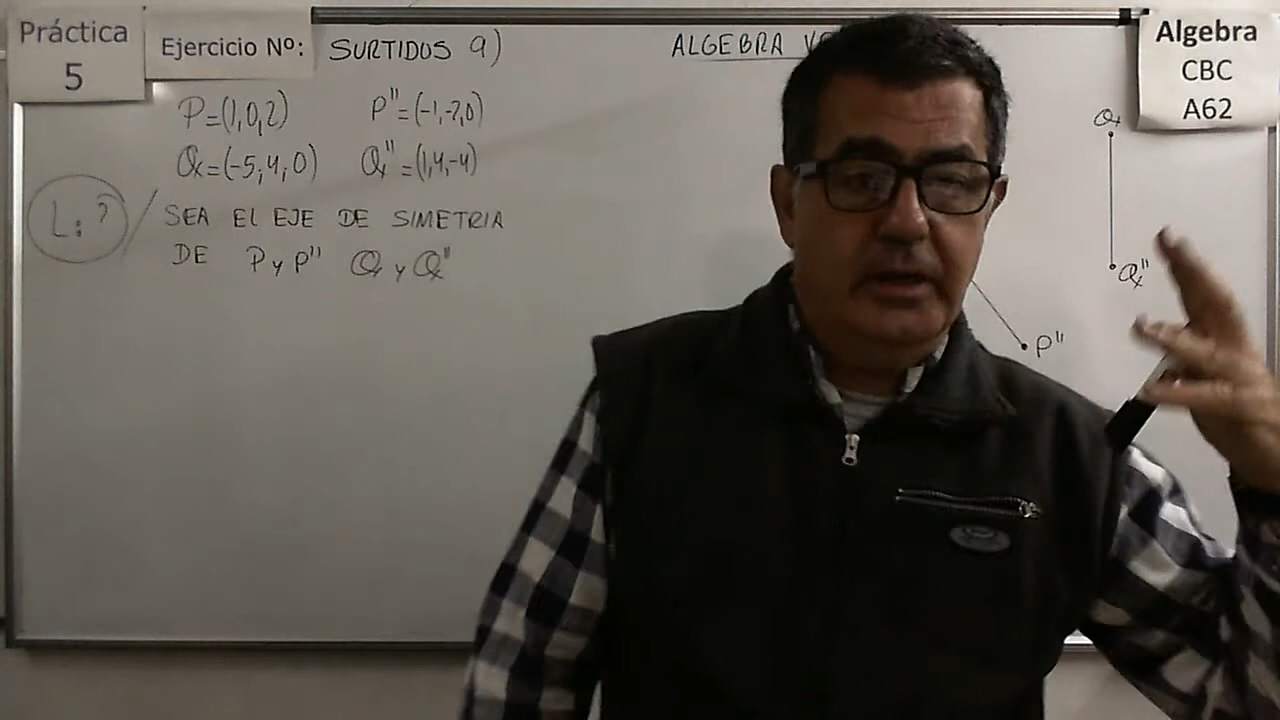 Práctica
5
Ejercicio Nº:
SURTIDOS 9)
ALGEBRA
Algebra
CBC
A62
P=(1,0,2) P"=(-1,-2,0)
Q=(-5,4,0) Q"=(1,4,-4)
L: ? / SEA EL EJE DE SIMETRIA
DE P y P" Q y Q"
Q
Q"
P"